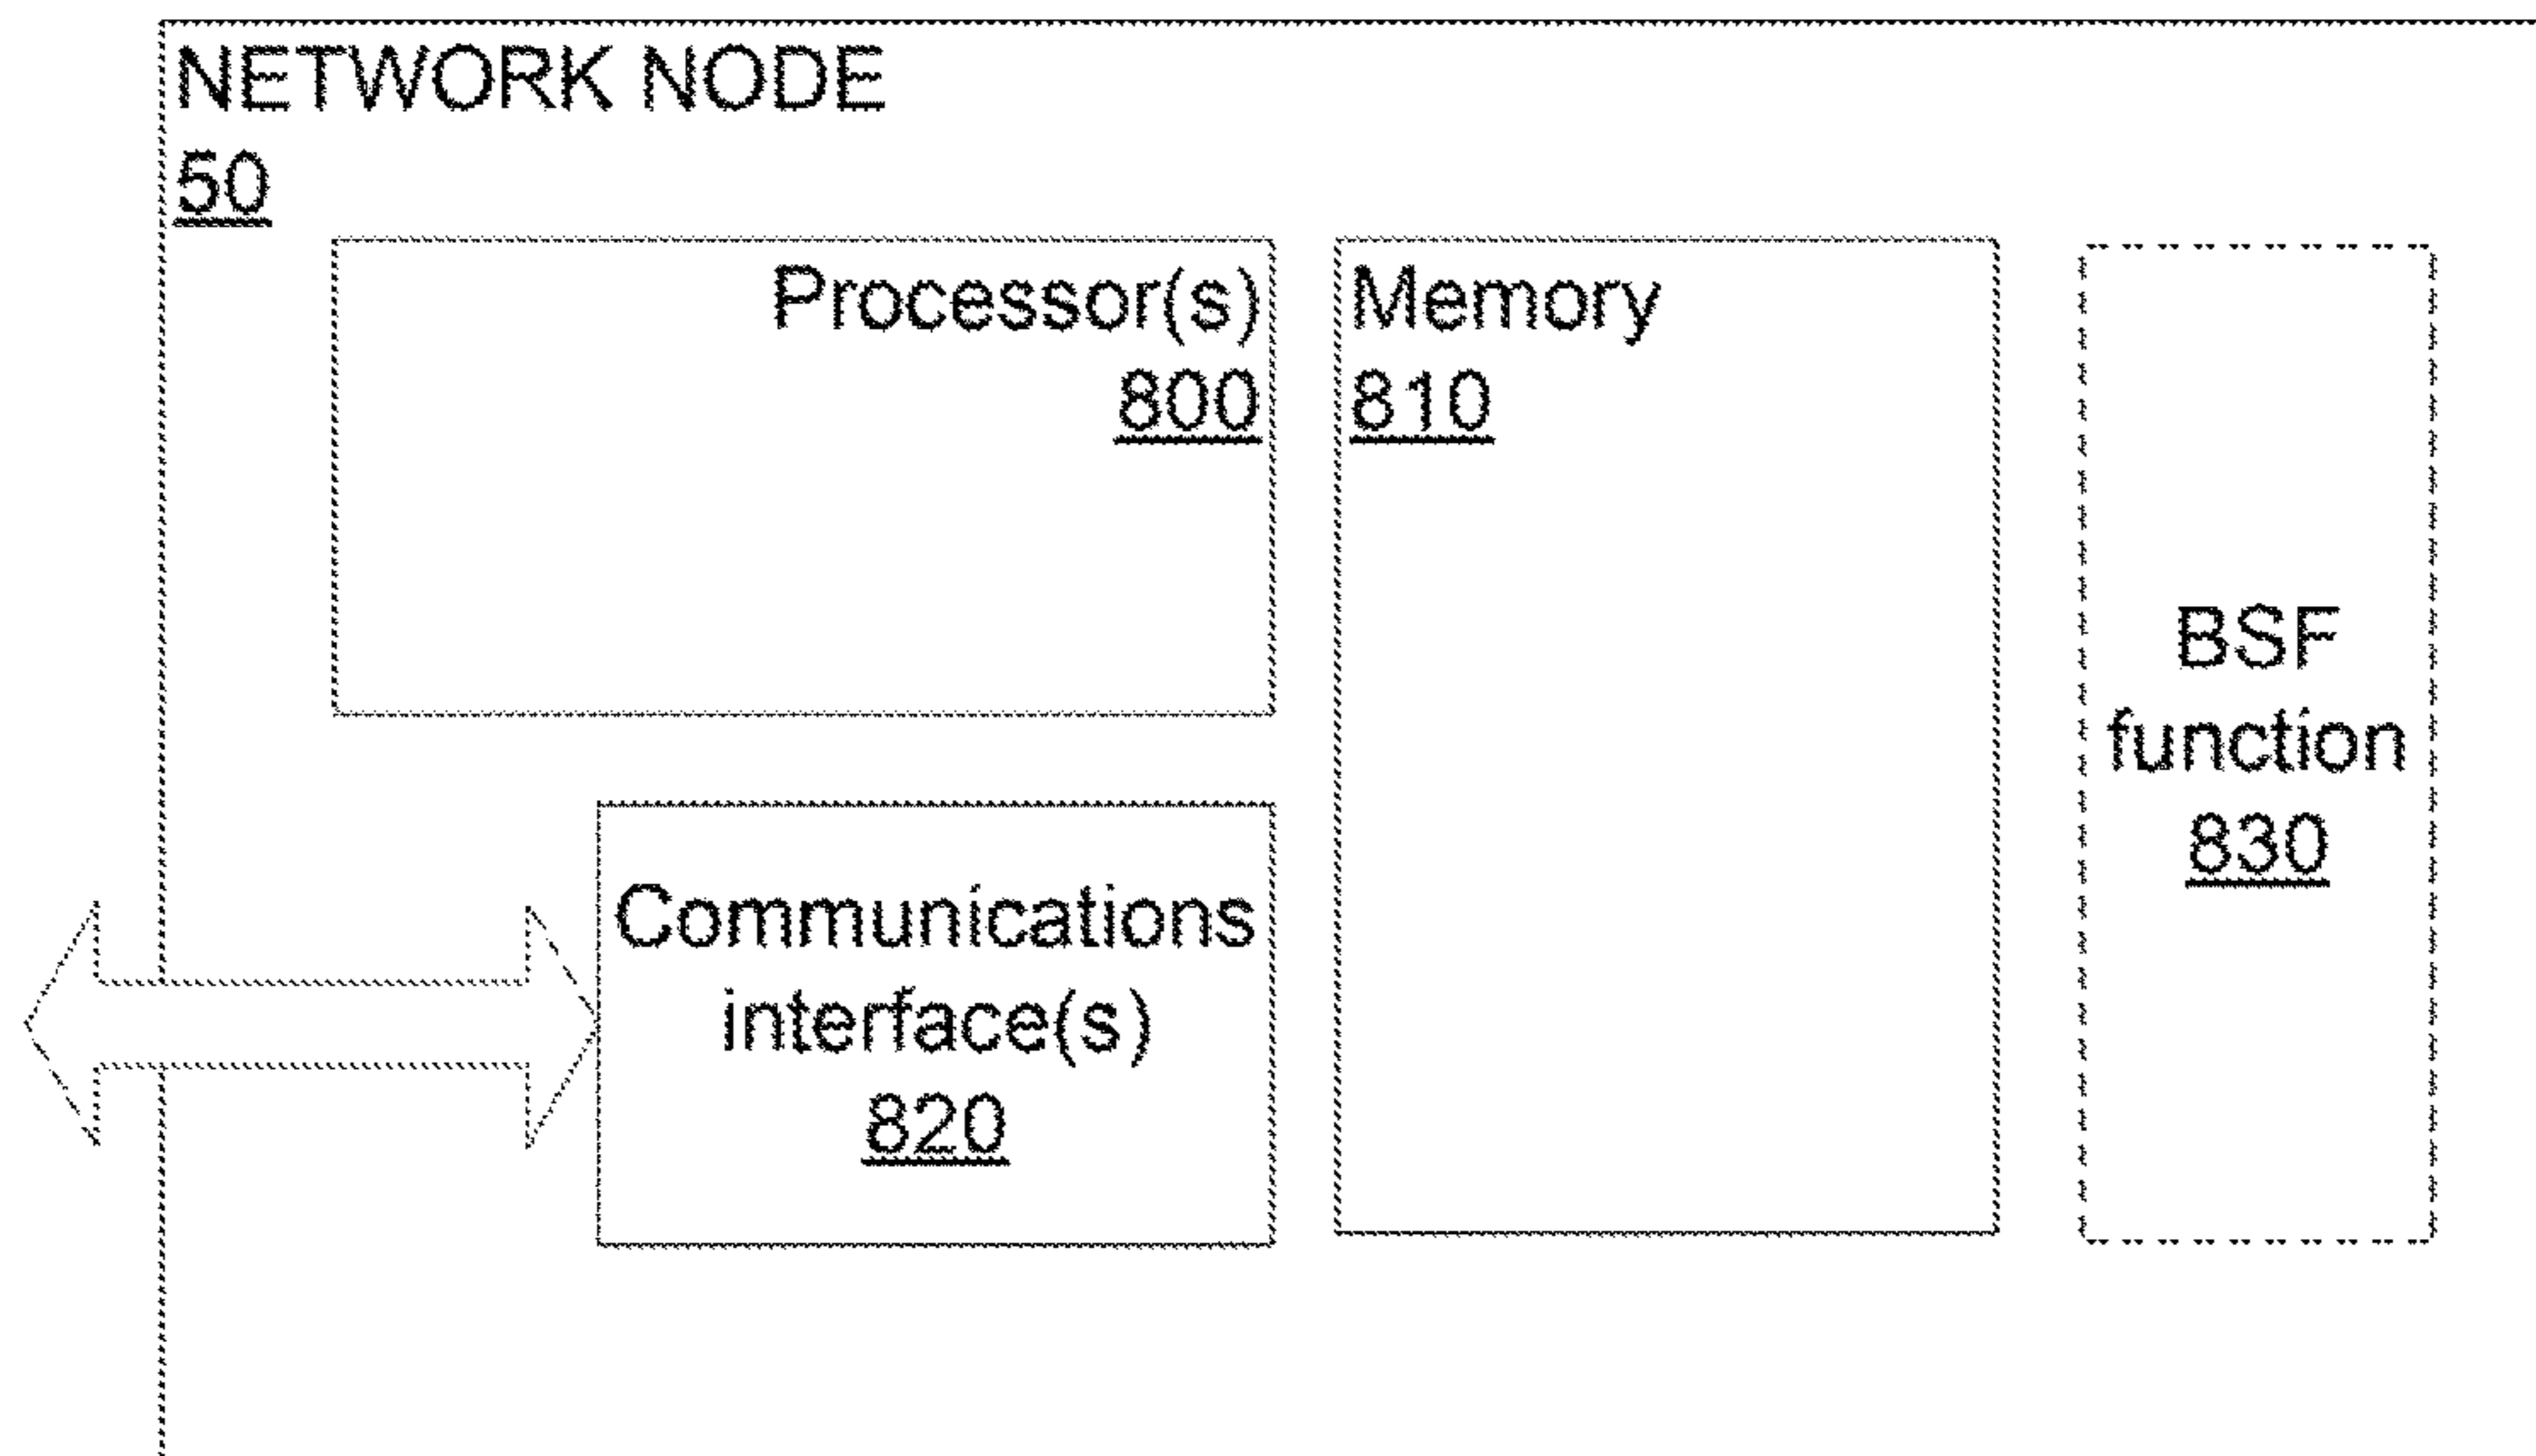 NETWORK NODE
50
Processor(s)
800
Memory
810
BSF
function
830
Communications
interface(s)
820